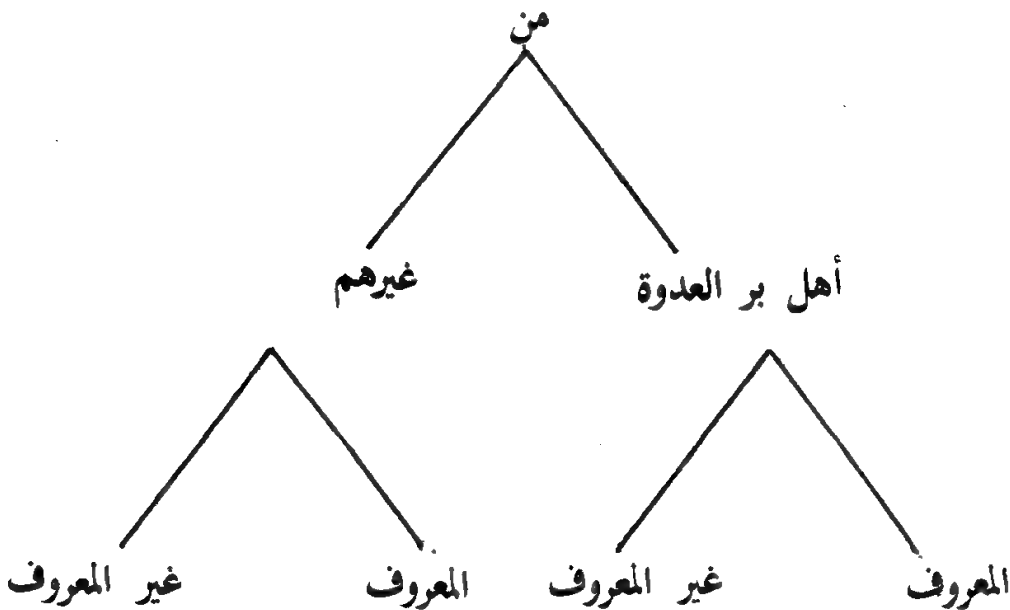 من
أهل بر العدوة غيرهم
المعروف غير المعروف المعروف غير المعروف